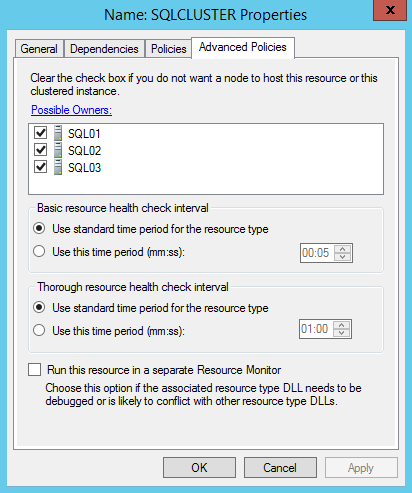 Name: SQLCLUSTER Properties
x
General Dependencies Policies Advanced Policies
Clear the check box if you do not want a node to host this resource or this
clustered instance.
Possible Owners:
SQL01
SQL02
SQL03
Basic resource health check interval
Use standard time period for the resource type
Use this time period (mm:ss): 00:05
Thorough resource health check interval
Use standard time period for the resource type
Use this time period (mm:ss): 01:00
Run this resource in a separate Resource Monitor
Choose this option if the associated resource type DLL needs to be
debugged or is likely to conflict with other resource type DLLs.
OK Cancel Apply